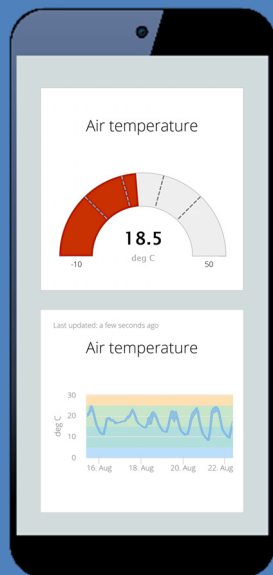 Air temperature
18.5
deg C
-10 50
Last updated: a few seconds ago
Air temperature
deg C
30
20
10
0
16. Aug 18. Aug 20. Aug 22. Aug